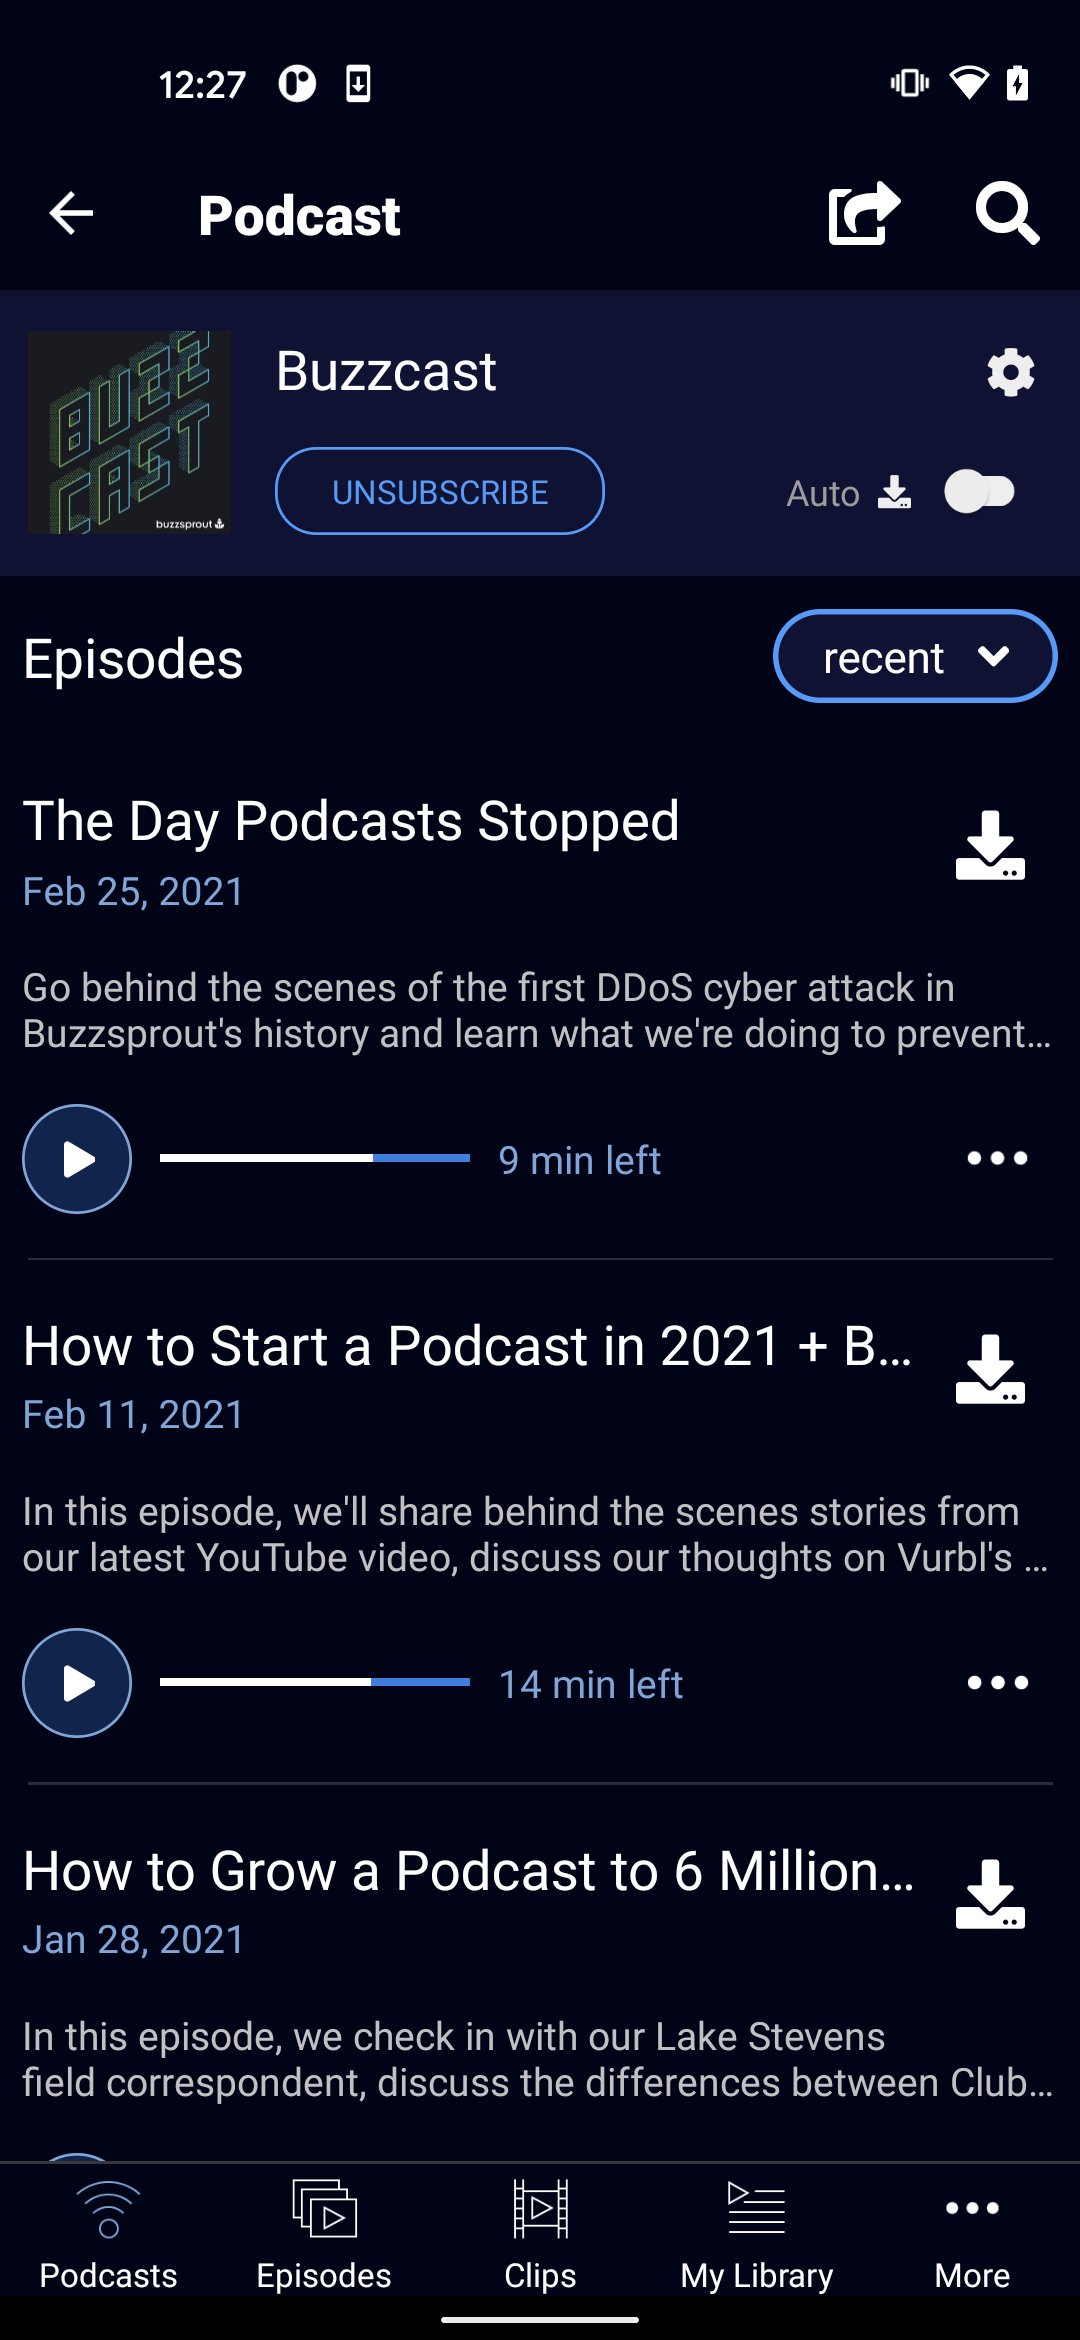 12:27
Podcast
BUZZ
CAST
buzzsprout
Buzzcast
UNSUBSCRIBE
Auto
Episodes
recent
The Day Podcasts Stopped
Feb 25, 2021
Go behind the scenes of the first DDoS cyber attack in
Buzzsprout's history and learn what we're doing to prevent...
9 min left
How to Start a Podcast in 2021 + B...
Feb 11, 2021
In this episode, we'll share behind the scenes stories from
our latest YouTube video, discuss our thoughts on Vurbl's ...
14 min left
How to Grow a Podcast to 6 Million...
Jan 28, 2021
In this episode, we check in with our Lake Stevens
field correspondent, discuss the differences between Club...
Podcasts
Episodes
Clips
My Library
More